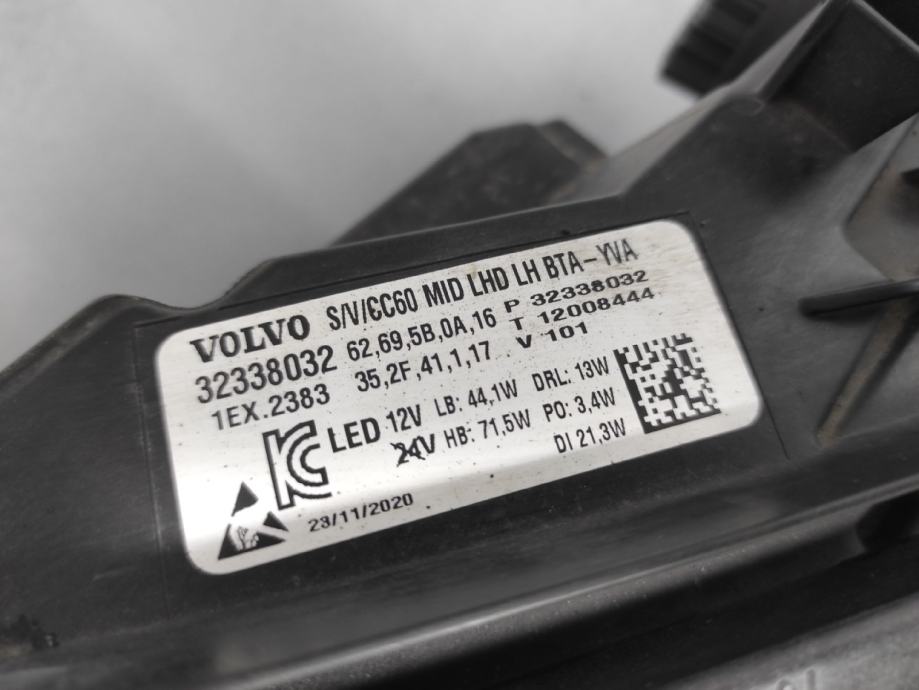 VOLVO S/V/CC60 MID LHD LH BTA-YVA
32338032 62,69,5B,0A,16 P 32338032
1EX.2383 35,2F,41,1,17 T 12008444
V 101
LED 12V LB: 44,1W DRL: 13W
24V HB: 71,5W PO: 3,4W
DI 21,3W
23/11/2020